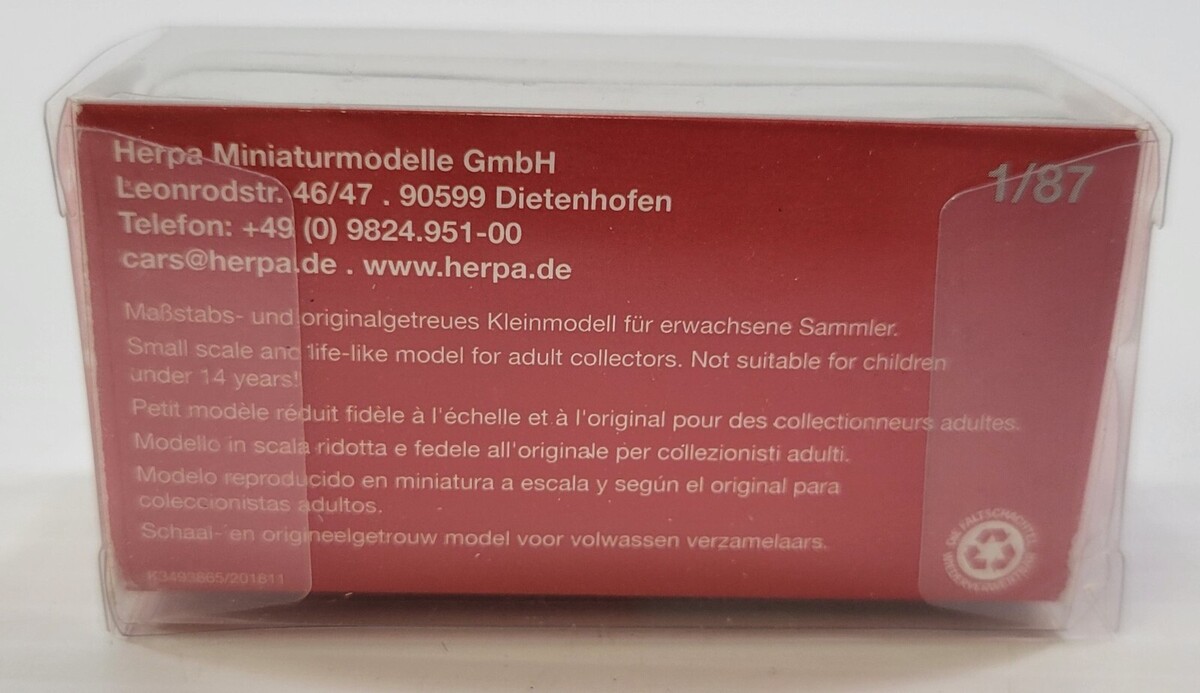 Herpa Miniaturmodelle GmbH
1/87
Leonrodstr. 46/47 . 90599 Dietenhofen
Telefon: +49 (0) 9824.951-00
cars@herpa.de . www.herpa.de
Maßstabs- und originalgetreues Kleinmodell für erwachsene Sammler.
Small scale and life-like model for adult collectors. Not suitable for children
under 14 years!
Petit modèle réduit fidèle à l'échelle et à l'original pour des collectionneurs adultes.
Modello in scala ridotta e fedele all'originale per collezionisti adulti.
Modelo reproducido en miniatura a escala y según el original para
coleccionistas adultos.
Schaal- en origineelgetrouw model voor volwassen verzamelaars.
DIE FALTSCHACHTEL
K3493865/201611